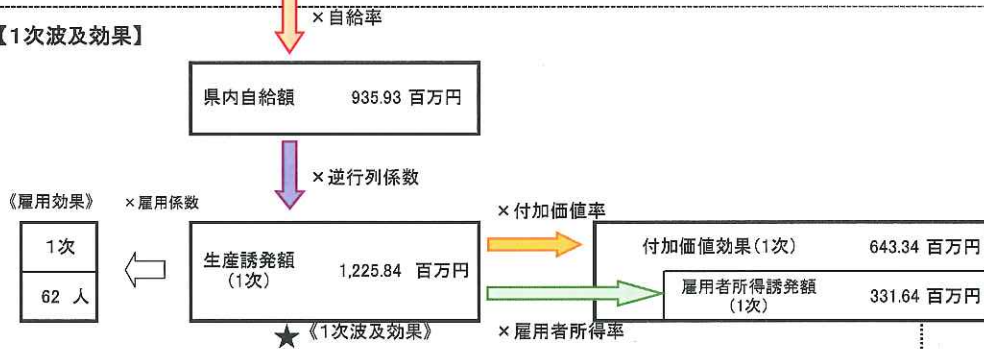 ×自給率
【1次波及効果】
県内自給額 935.93 百万円
×逆行列係数
《雇用効果》 ×雇用係数
×付加価値率
1次
62 人
生産誘発額
(1次)
1,225.84 百万円
付加価値効果(1次) 643.34 百万円
雇用者所得誘発額
(1次)
331.64 百万円
★《1次波及効果》
×雇用者所得率